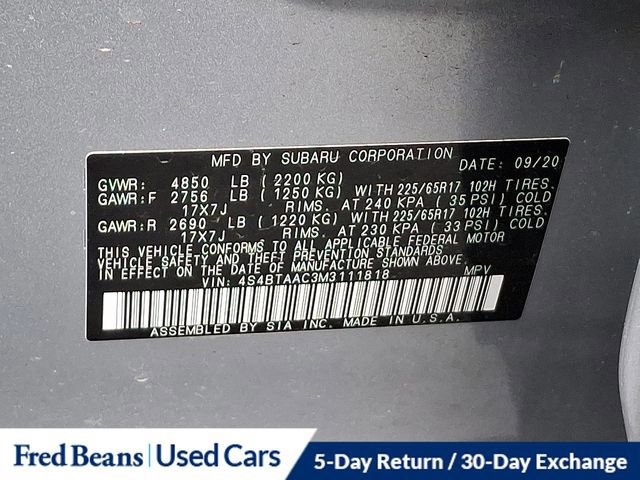 MFD BY SUBARU CORPORATION DATE: 09/20
GVWR: 4850 LB (2200 KG)
GAWR:F 2756 LB (1250 KG) WITH 225/65R17 102H TIRES,
17X7J RIMS, AT 240 KPA (35 PSI) COLD
GAWR:R 2690 LB (1220 KG) WITH 225/65R17 102H TIRES,
17X7J RIMS, AT 230 KPA (33 PSI) COLD
THIS VEHICLE CONFORMS TO ALL APPLICABLE FEDERAL MOTOR
VEHICLE SAFETY AND THEFT PREVENTION STANDARDS
IN EFFECT ON THE DATE OF MANUFACTURE SHOWN ABOVE.
VIN: 4S4BTAAC3M3111818 MPV
ASSEMBLED BY SIA INC. MADE IN U.S.A.
Fred Beans | Used Cars
5-Day Return / 30-Day Exchange